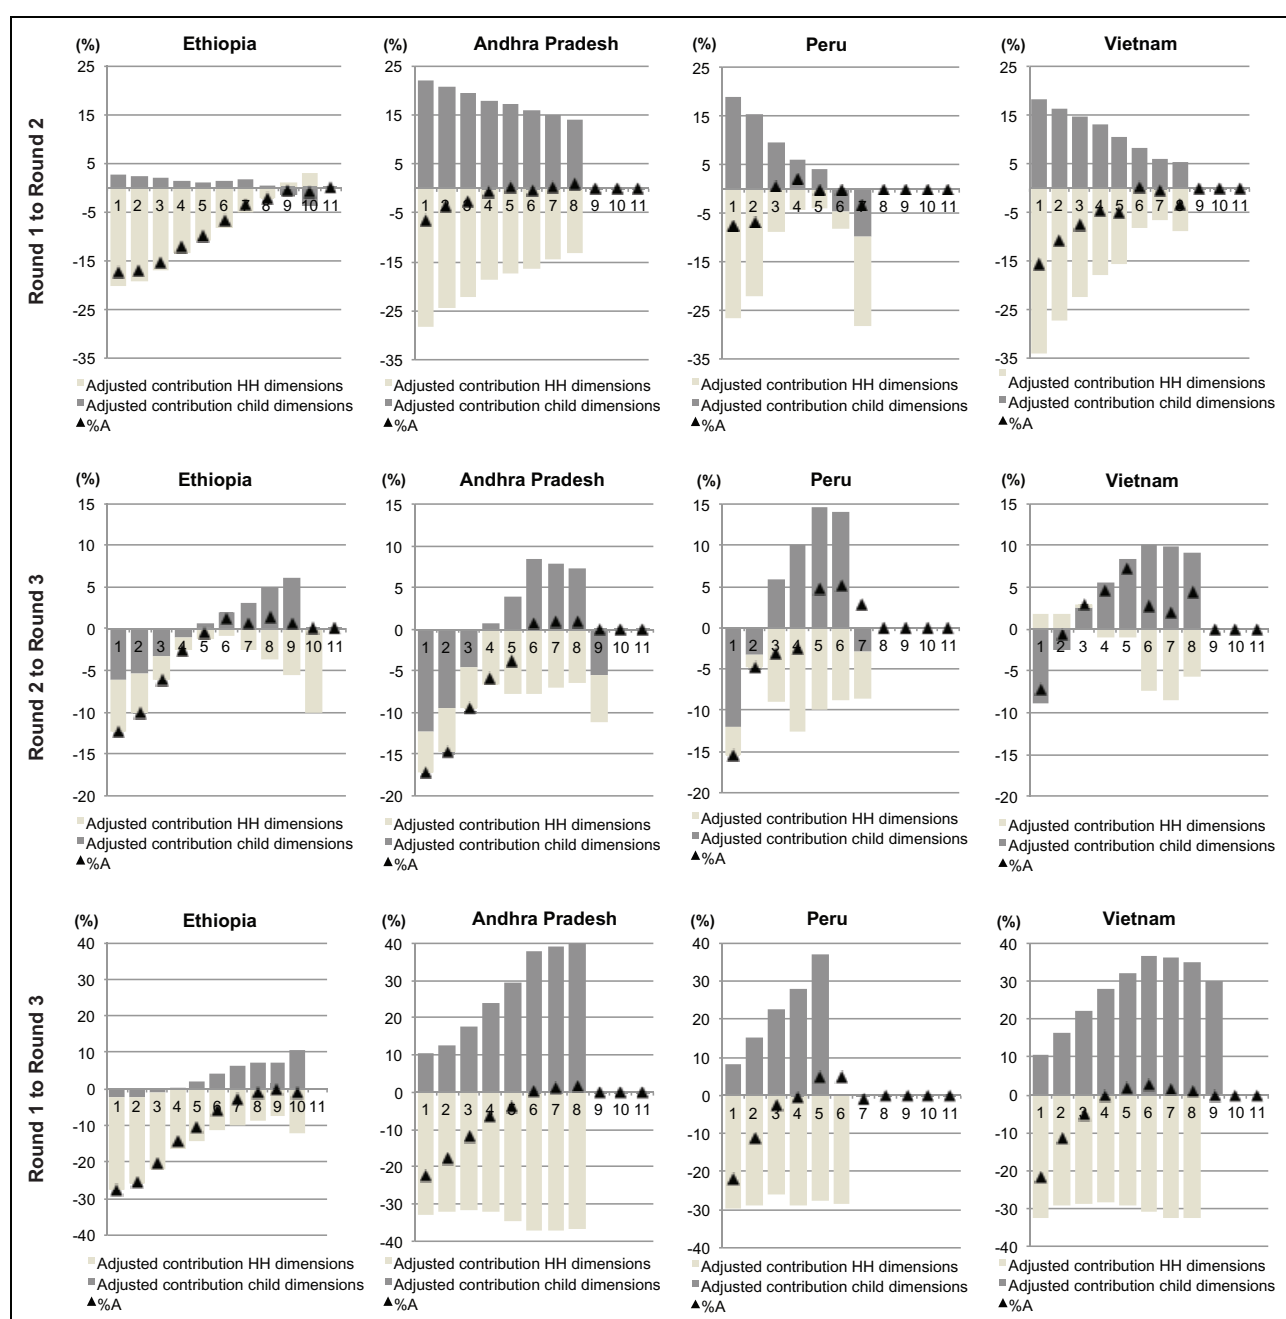 Round 1 to Round 2
(%) Ethiopia
25
15
5
-5
-15
-25
-35
1 2 3 4 5 6 7 8 9 10 11
Adjusted contribution HH dimensions
Adjusted contribution child dimensions
%A
(%) Andhra Pradesh
25
15
5
-5
-15
-25
-35
1 2 3 4 5 6 7 8 9 10 11
Adjusted contribution HH dimensions
Adjusted contribution child dimensions
%A
(%) Peru
25
15
5
-5
-15
-25
-35
1 2 3 4 5 6 7 8 9 10 11
Adjusted contribution HH dimensions
Adjusted contribution child dimensions
%A
(%) Vietnam
25
15
5
-5
-15
-25
-35
1 2 3 4 5 6 7 8 9 10 11
Adjusted contribution HH dimensions
Adjusted contribution child dimensions
%A
Round 2 to Round 3
(%) Ethiopia
15
10
5
0
-5
-10
-15
-20
1 2 3 4 5 6 7 8 9 10 11
Adjusted contribution HH dimensions
Adjusted contribution child dimensions
%A
(%) Andhra Pradesh
15
10
5
0
-5
-10
-15
-20
1 2 3 4 5 6 7 8 9 10 11
Adjusted contribution HH dimensions
Adjusted contribution child dimensions
%A
(%) Peru
15
10
5
0
-5
-10
-15
-20
1 2 3 4 5 6 7 8 9 10 11
Adjusted contribution HH dimensions
Adjusted contribution child dimensions
%A
(%) Vietnam
15
10
5
0
-5
-10
-15
-20
1 2 3 4 5 6 7 8 9 10 11
Adjusted contribution HH dimensions
Adjusted contribution child dimensions
%A
Round 1 to Round 3
(%) Ethiopia
40
30
20
10
0
-10
-20
-30
-40
1 2 3 4 5 6 7 8 9 10 11
Adjusted contribution HH dimensions
Adjusted contribution child dimensions
%A
(%) Andhra Pradesh
40
30
20
10
0
-10
-20
-30
-40
1 2 3 4 5 6 7 8 9 10 11
Adjusted contribution HH dimensions
Adjusted contribution child dimensions
%A
(%) Peru
40
30
20
10
0
-10
-20
-30
-40
1 2 3 4 5 6 7 8 9 10 11
Adjusted contribution HH dimensions
Adjusted contribution child dimensions
%A
(%) Vietnam
40
30
20
10
0
-10
-20
-30
-40
1 2 3 4 5 6 7 8 9 10 11
Adjusted contribution HH dimensions
Adjusted contribution child dimensions
%A